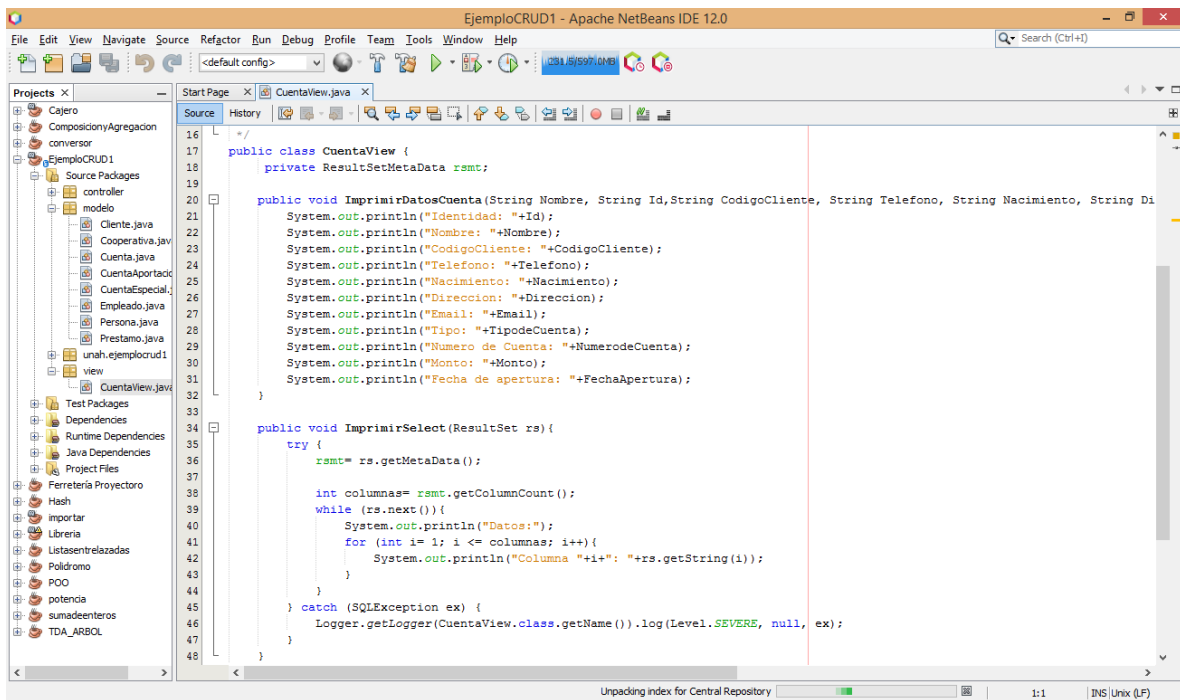 EjemploCRUD1 - Apache NetBeans IDE 12.0
File Edit View Navigate Source Refactor Run Debug Profile Team Tools Window Help
Search (Ctrl+I)
<default config>
231.5/597.0MB
Projects
Start Page
CuentaView.java
Source History
Cajero
ComposicionyAgregacion
conversor
EjemploCRUD1
Source Packages
controller
modelo
Cliente.java
Cooperativa.jav
Cuenta.java
CuentaAportacio
CuentaEspecial.j
Empleado.java
Persona.java
Prestamo.java
unah.ejemplocrud1
view
CuentaView.java
Test Packages
Dependencies
Runtime Dependencies
Java Dependencies
Project Files
Ferretería Proyectoro
Hash
importar
Libreria
Listasentrelazadas
Polidromo
POO
potencia
sumadeenteros
TDA_ARBOL
16 */
17 public class CuentaView {
18 private ResultSetMetaData rsmt;
19
20 public void ImprimirDatosCuenta(String Nombre, String Id,String CodigoCliente, String Telefono, String Nacimiento, String Di
21 System.out.println("Identidad: "+Id);
22 System.out.println("Nombre: "+Nombre);
23 System.out.println("CodigoCliente: "+CodigoCliente);
24 System.out.println("Telefono: "+Telefono);
25 System.out.println("Nacimiento: "+Nacimiento);
26 System.out.println("Direccion: "+Direccion);
27 System.out.println("Email: "+Email);
28 System.out.println("Tipo: "+TipodeCuenta);
29 System.out.println("Numero de Cuenta: "+NumerodeCuenta);
30 System.out.println("Monto: "+Monto);
31 System.out.println("Fecha de apertura: "+FechaApertura);
32 }
33
34 public void ImprimirSelect(ResultSet rs){
35 try {
36 rsmt= rs.getMetaData();
37
38 int columnas= rsmt.getColumnCount();
39 while (rs.next()){
40 System.out.println("Datos:");
41 for (int i= 1; i <= columnas; i++){
42 System.out.println("Columna "+i+": "+rs.getString(i));
43 }
44 }
45 } catch (SQLException ex) {
46 Logger.getLogger(CuentaView.class.getName()).log(Level.SEVERE, null, ex);
47 }
48 }
Unpacking index for Central Repository
1:1
INS
Unix (LF)